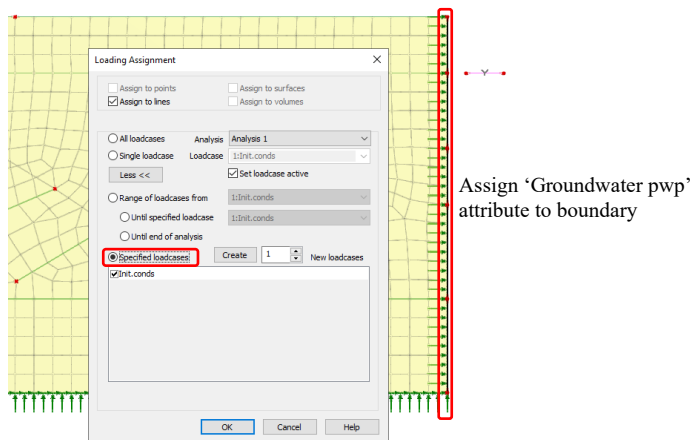 Loading Assignment
Assign to points Assign to surfaces
Assign to lines Assign to volumes
All loadcases Analysis Analysis 1
Single loadcase Loadcase 1:Init.conds
Less << Set loadcase active
Range of loadcases from 1:Init.conds
Until specified loadcase 1:Init.conds
Until end of analysis
Specified loadcases Create 1 New loadcases
Init.conds
OK Cancel Help
Y
Assign ‘Groundwater pwp’
attribute to boundary